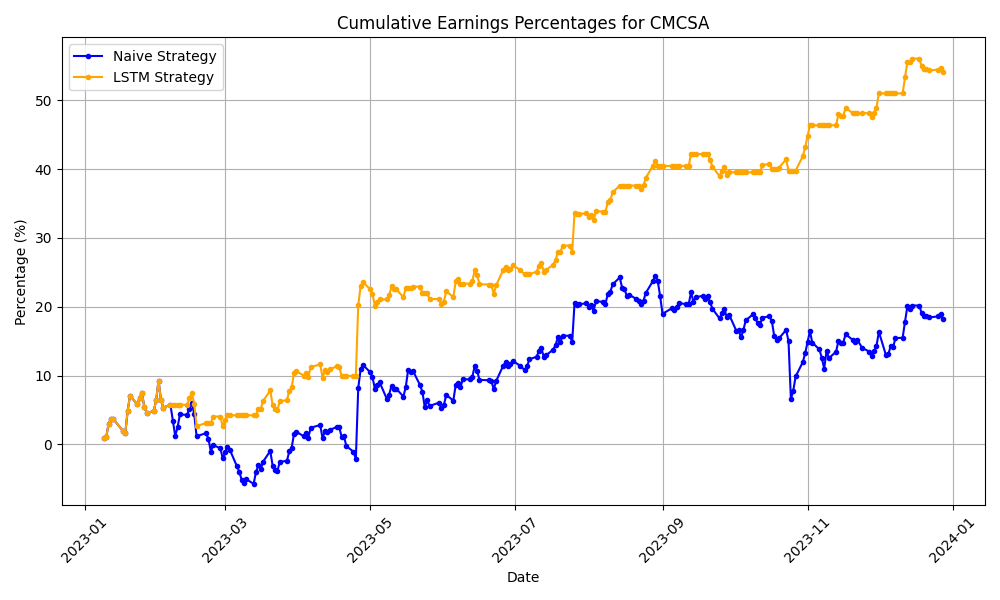 Cumulative Earnings Percentages for CMCSA
Naive Strategy
LSTM Strategy
Percentage (%)
50
40
30
20
10
0
2023-01
2023-03
2023-05
2023-07
2023-09
2023-11
2024-01
Date